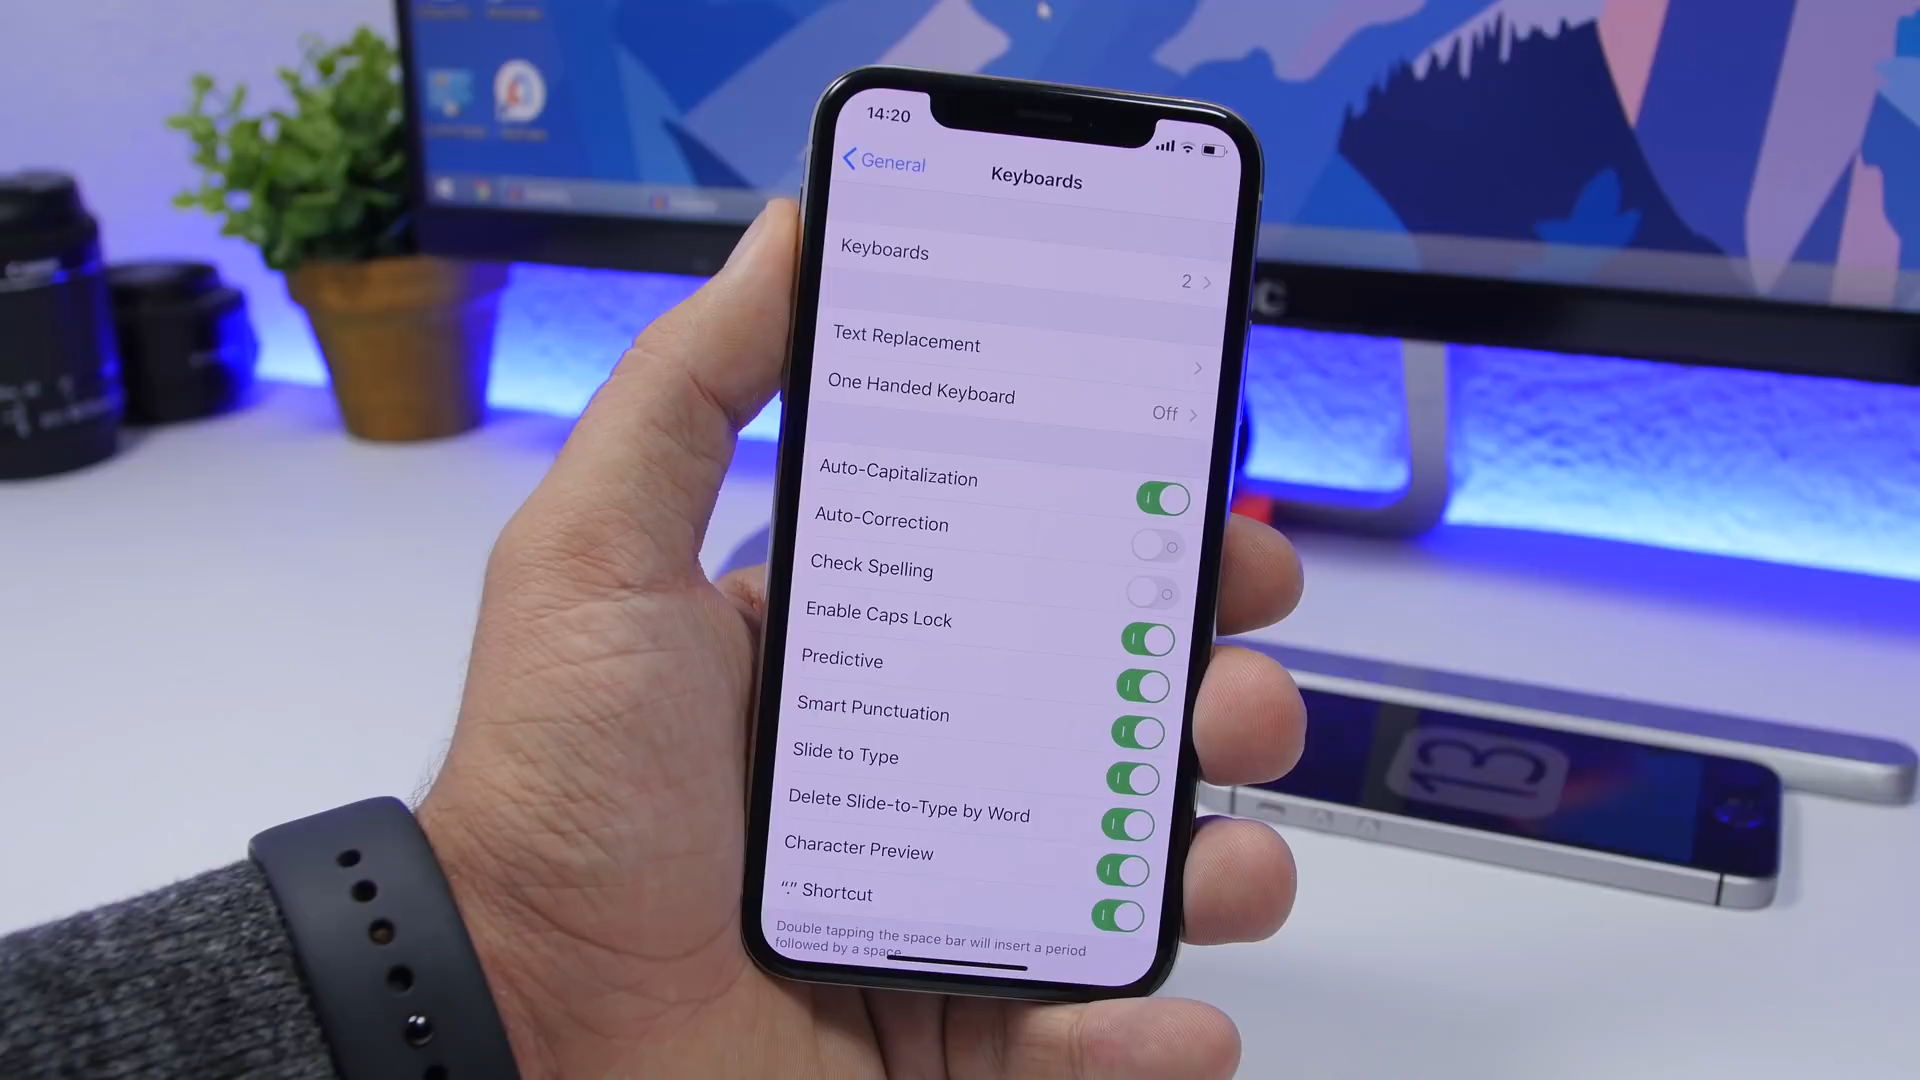 14:20
General
Keyboards
Keyboards
2
Text Replacement
One Handed Keyboard
Off
Auto-Capitalization
Auto-Correction
Check Spelling
Enable Caps Lock
Predictive
Smart Punctuation
Slide to Type
Delete Slide-to-Type by Word
Character Preview
“.” Shortcut
Double tapping the space bar will insert a period
followed by a space.
13